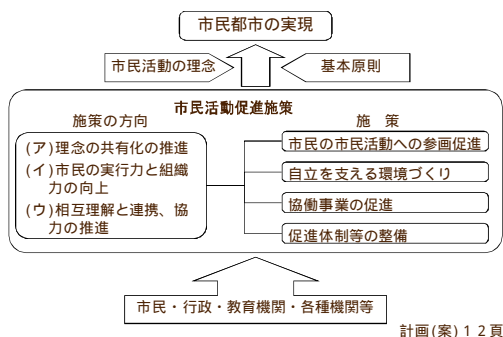 市民都市の実現
市民活動の理念
基本原則
市民活動促進施策
施策の方向
(ア)理念の共有化の推進
(イ)市民の実行力と組織
力の向上
(ウ)相互理解と連携、協
力の推進
施 策
市民の市民活動への参画促進
自立を支える環境づくり
協働事業の促進
促進体制等の整備
市民・行政・教育機関・各種機関等
計画(案)12頁